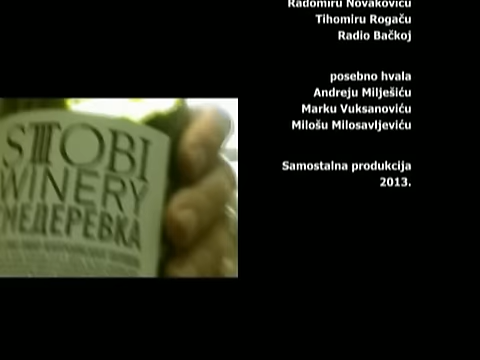 Radomiru Novakoviću
Tihomiru Rogaču
Radio Bačkoj
posebno hvala
Andreju Milješiću
Marku Vuksanoviću
Milošu Milosavljeviću
Samostalna produkcija
2013.
STOBI
WINERY
СМЕДЕРЕВКА